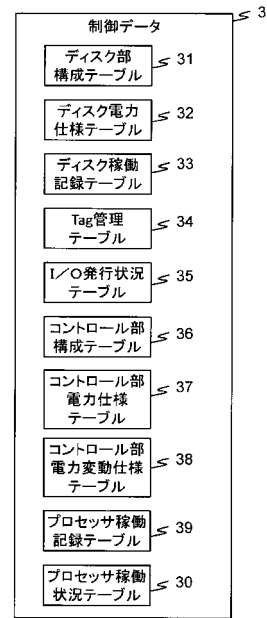 制御データ
3
ディスク部
構成テーブル
31
ディスク電力
仕様テーブル
32
ディスク稼働
記録テーブル
33
Tag管理
テーブル
34
I/O発行状況
テーブル
35
コントロール部
構成テーブル
36
コントロール部
電力仕様
テーブル
37
コントロール部
電力変動仕様
テーブル
38
プロセッサ稼働
記録テーブル
39
プロセッサ稼働
状況テーブル
30